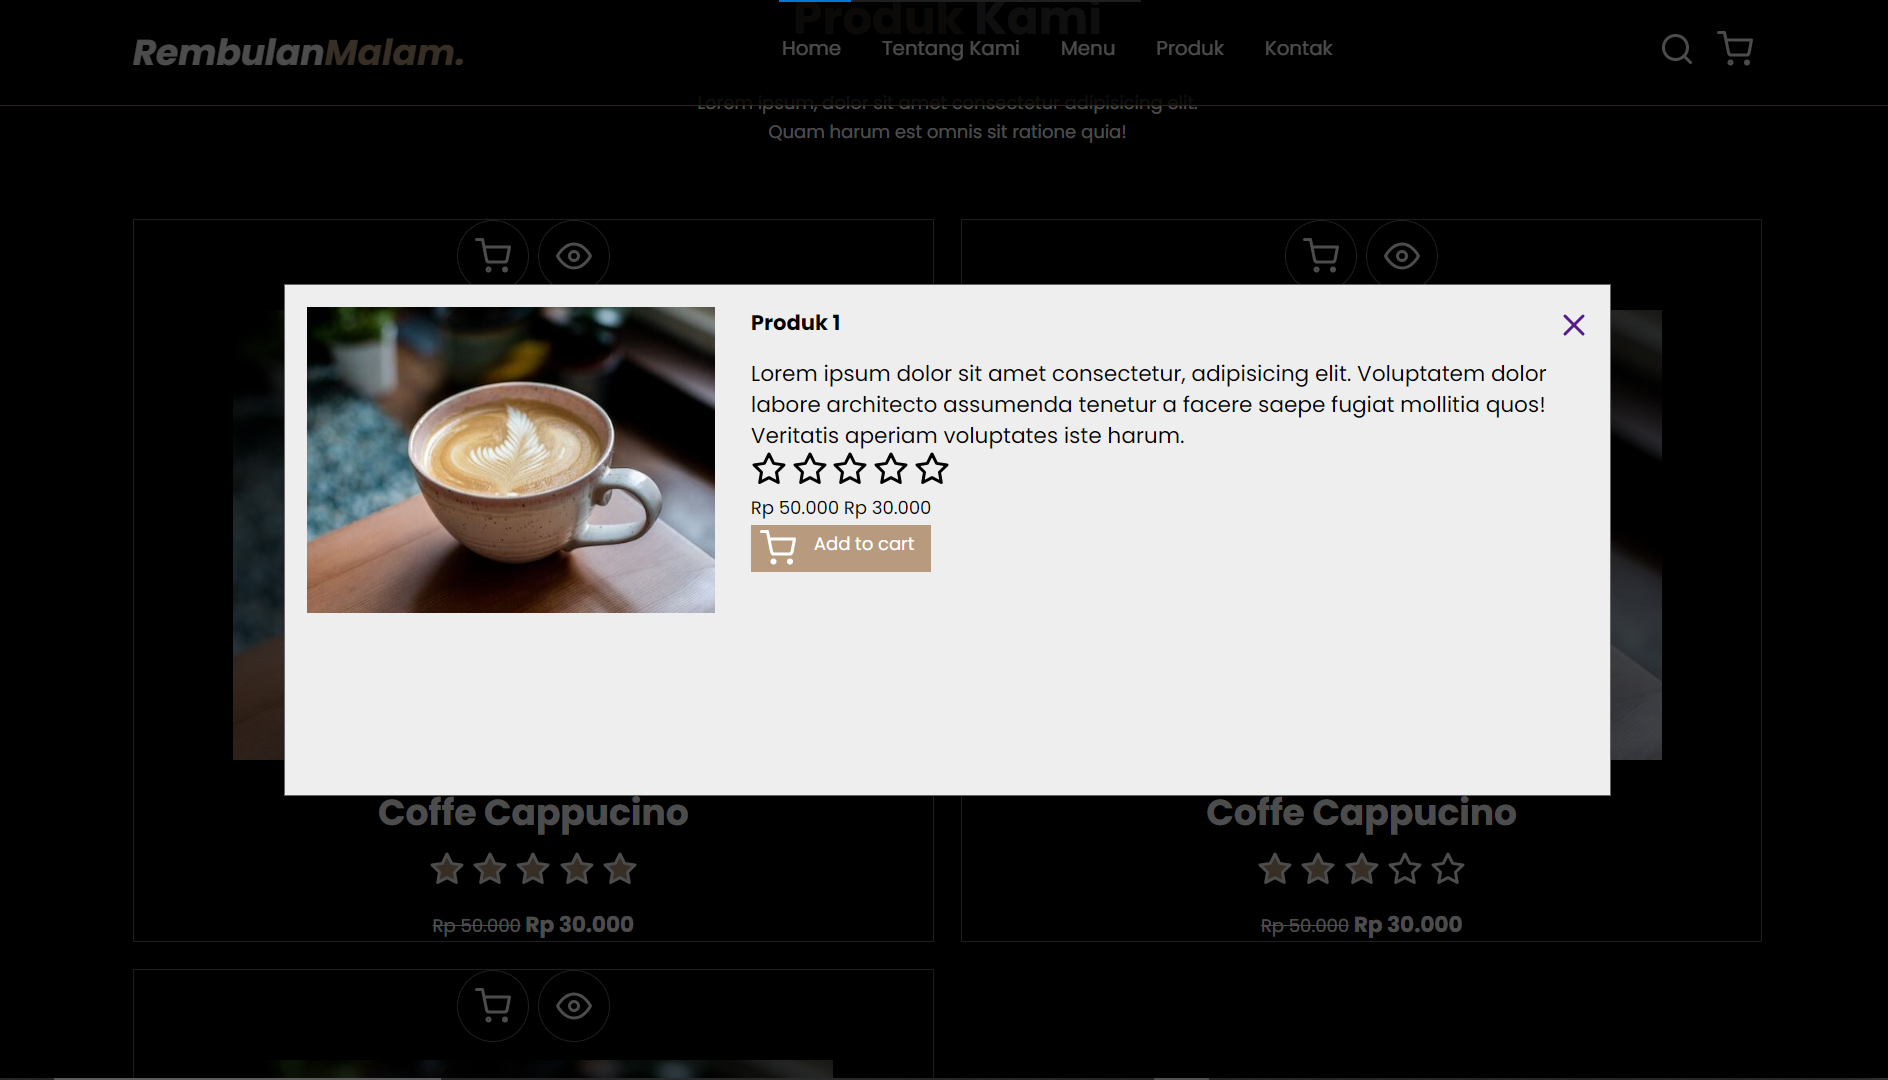 Produk Kami
RembulanMalam.
Home Tentang Kami Menu Produk Kontak
Lorem ipsum, dolor sit amet consectetur adipisicing elit.
Quam harum est omnis sit ratione quia!
Produk 1
Lorem ipsum dolor sit amet consectetur, adipisicing elit. Voluptatem dolor
labore architecto assumenda tenetur a facere saepe fugiat mollitia quos!
Veritatis aperiam voluptates iste harum.
Rp 50.000 Rp 30.000
Add to cart
Coffe Cappucino
Rp 50.000 Rp 30.000
Coffe Cappucino
Rp 50.000 Rp 30.000